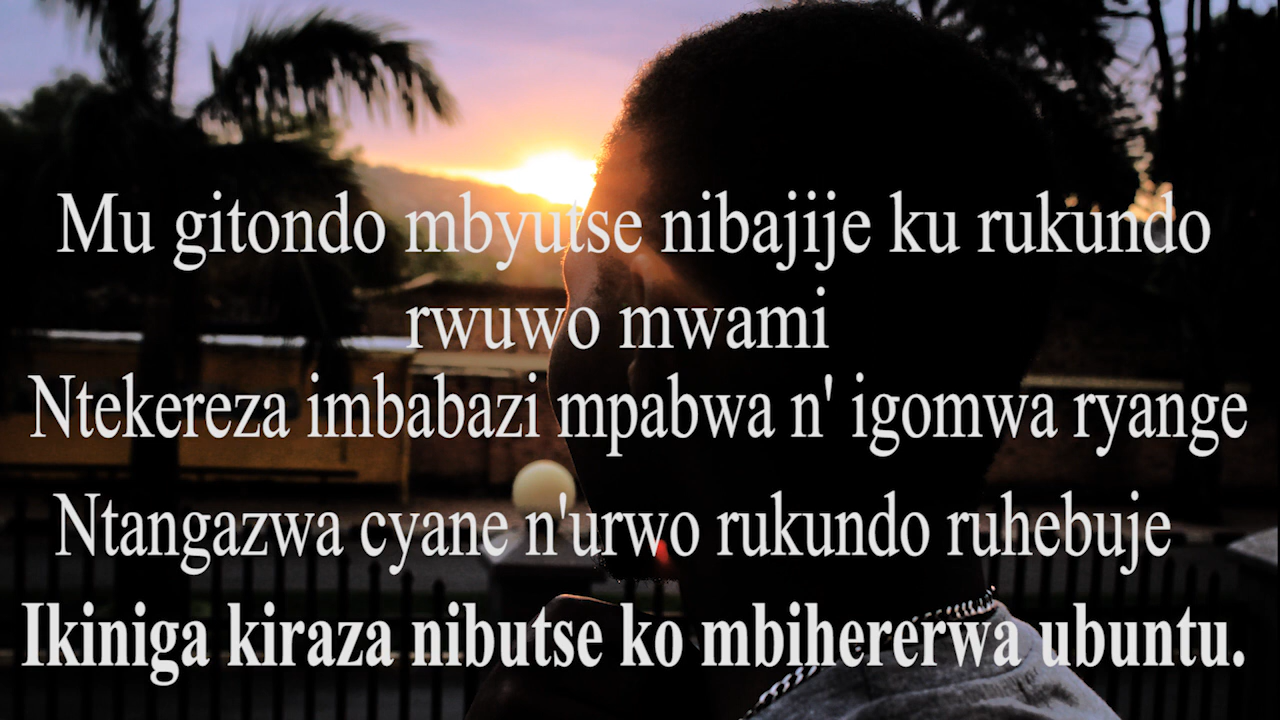 Mu gitondo mbyutse nibajije ku rukundo
rwuwo mwami
Ntekereza imbabazi mpabwa n' igomwa ryange
Ntangazwa cyane n'urwo rukundo ruhebuje
Ikiniga kiraza nibutse ko mbihererwa ubuntu.